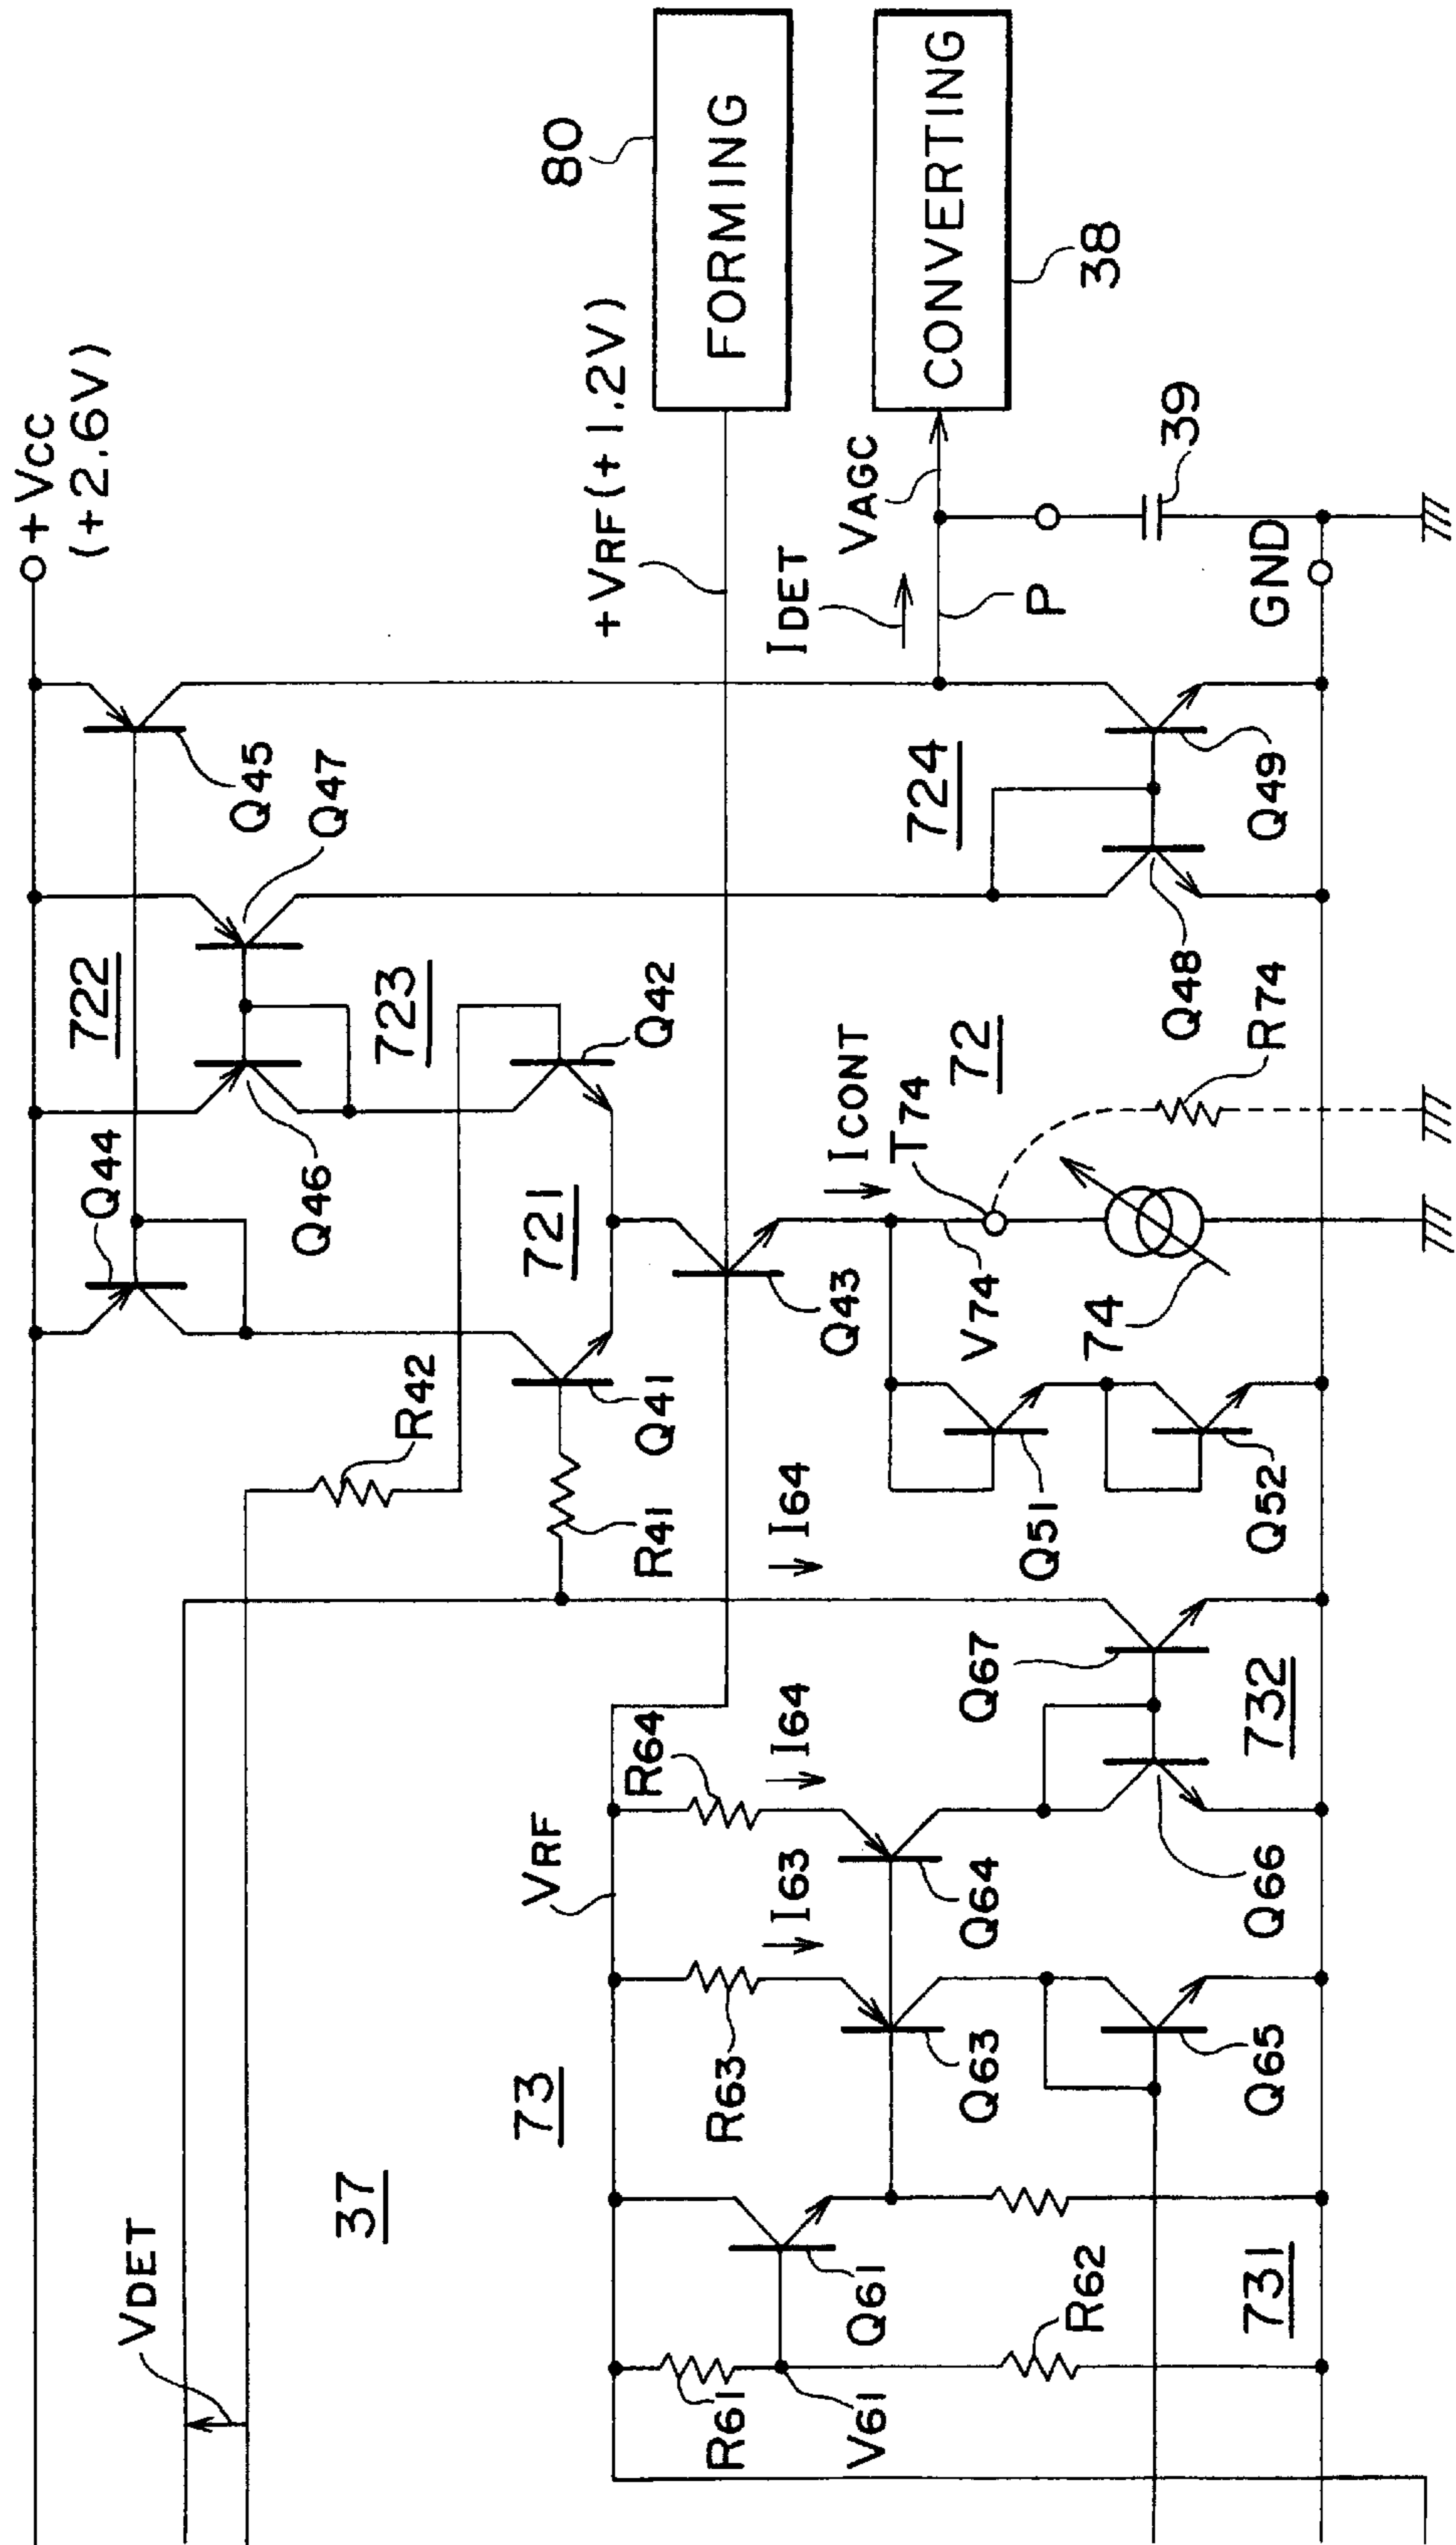 +VCC
(+2.6V)
80
FORMING
+VRF(+1.2V)
CONVERTING
38
VAGC
IDET
P
39
GND
Q45
Q47
722
723
Q44
Q46
Q42
721
724
Q49
Q48
R74
72
ICONT
T74
Q43
V74
74
R42
Q41
R41
I64
Q51
Q52
Q67
732
R64
I64
VRF
I63
Q64
Q66
R63
Q63
Q65
73
37
VDET
Q61
R62
731
R61
V61